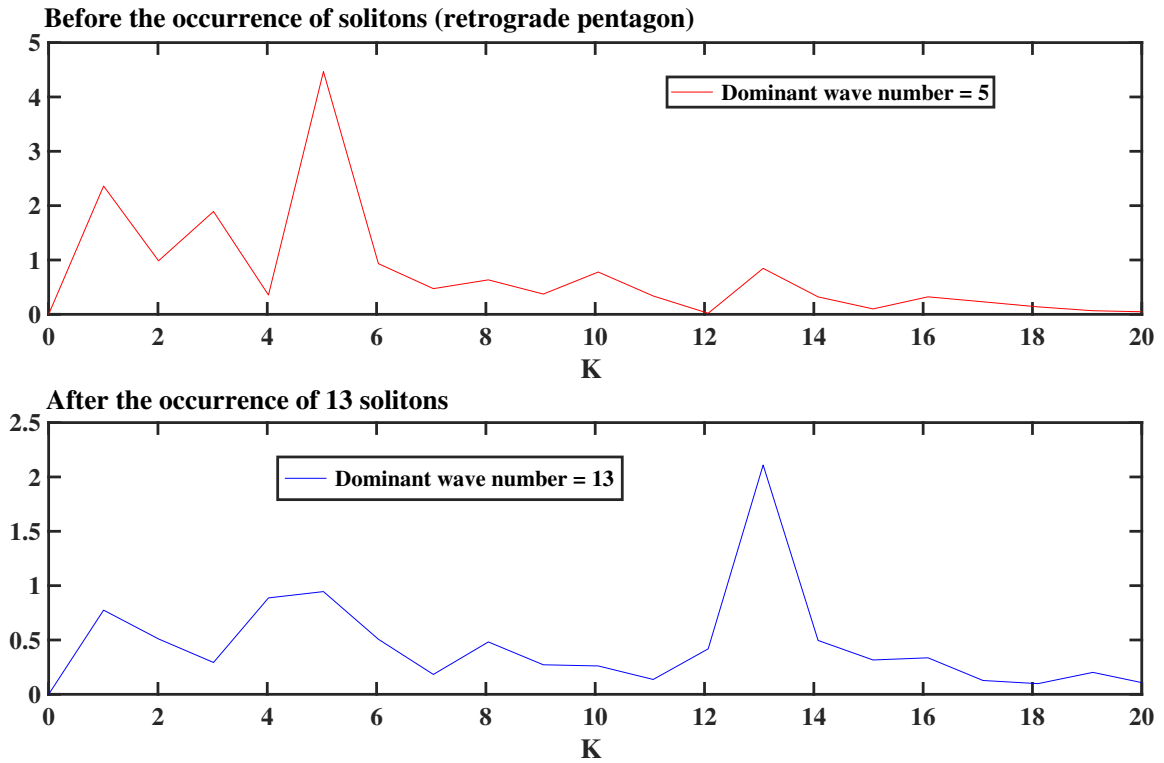 Before the occurrence of solitons (retrograde pentagon)
5
4
3
2
1
0
Dominant wave number = 5
0 2 4 6 8 10 12 14 16 18 20
K
After the occurrence of 13 solitons
2.5
2
1.5
1
0.5
0
Dominant wave number = 13
0 2 4 6 8 10 12 14 16 18 20
K